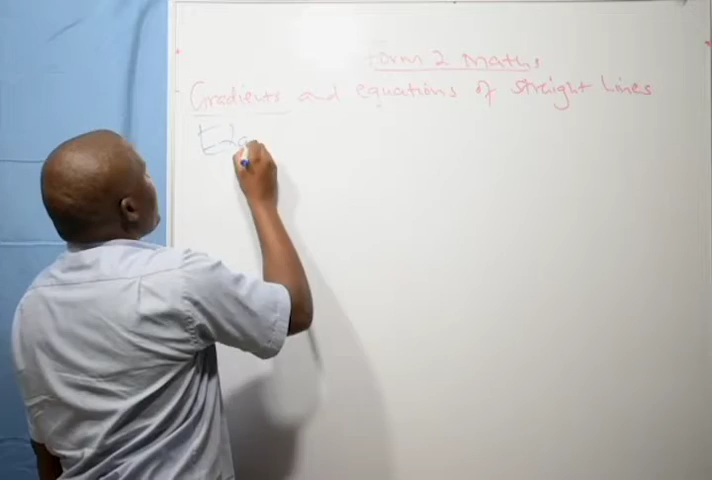 Form 2 Maths
Gradients and equations of straight Lines